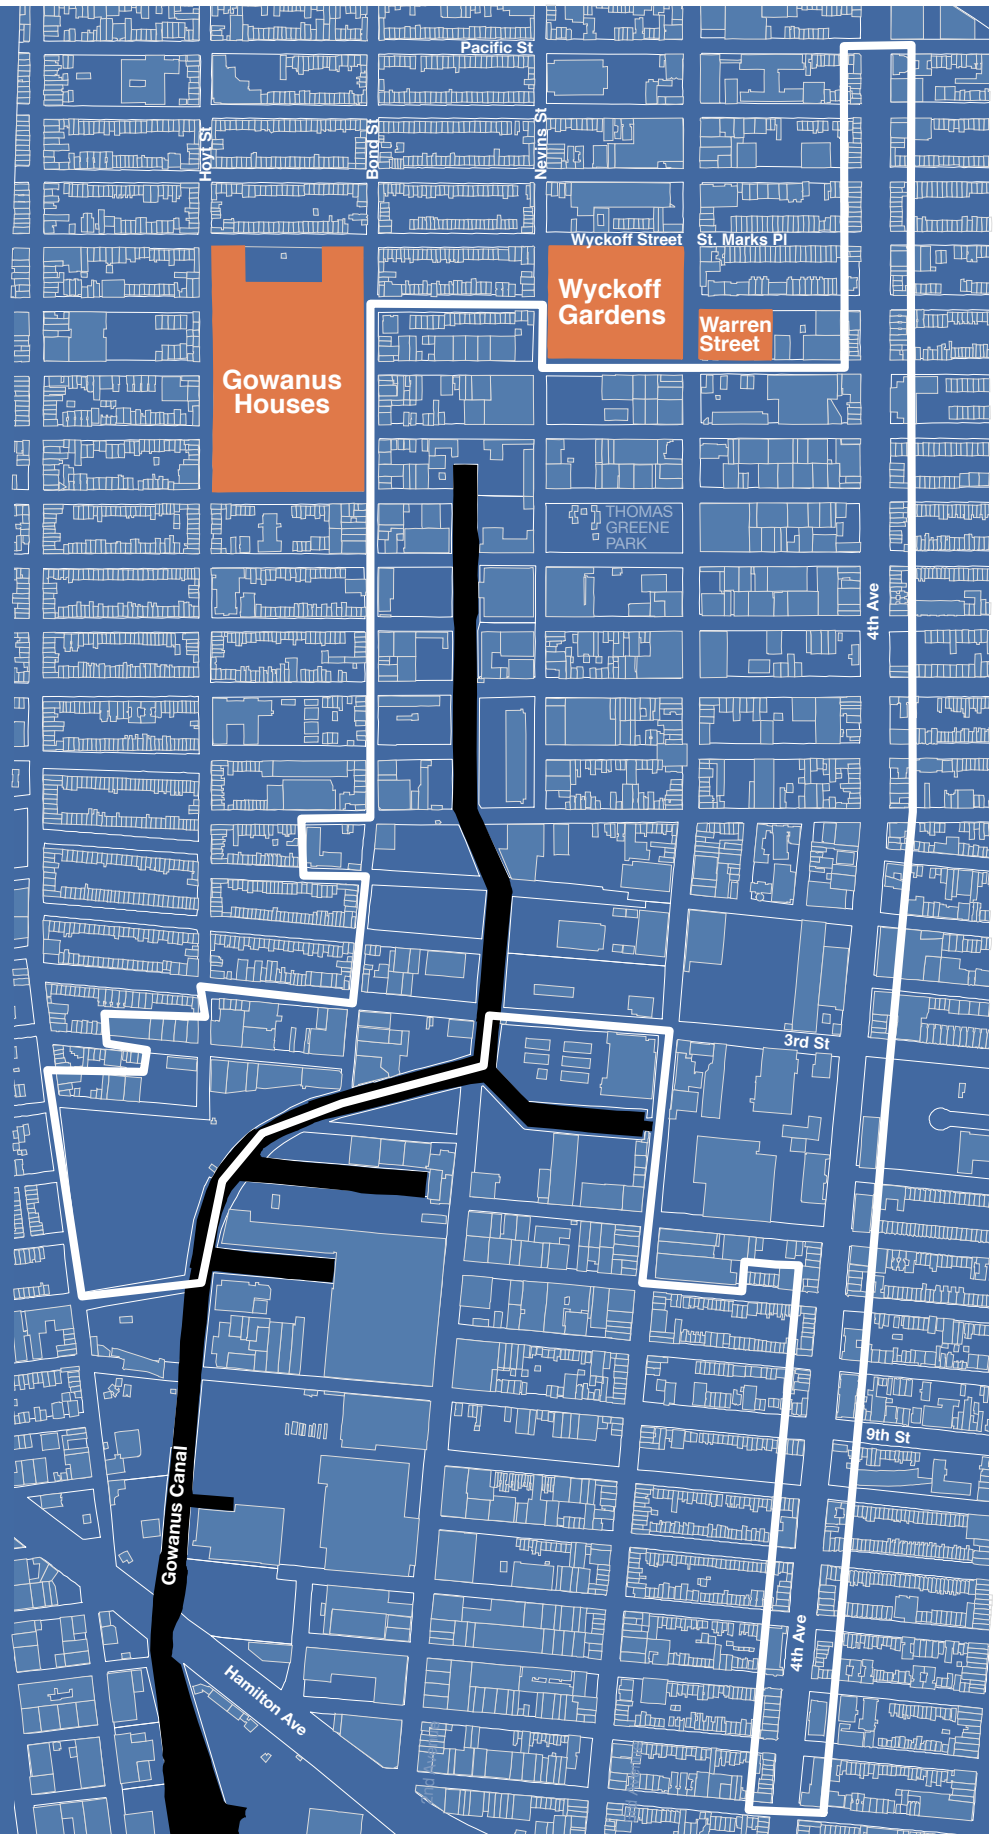 Pacific St
Hoyt St
Bond St
Nevins St
Wyckoff Street
St. Marks Pl
Wyckoff
Gardens
Warren
Street
Gowanus
Houses
THOMAS
GREENE
PARK
4th Ave
3rd St
9th St
Gowanus Canal
4th Ave
Hamilton Ave